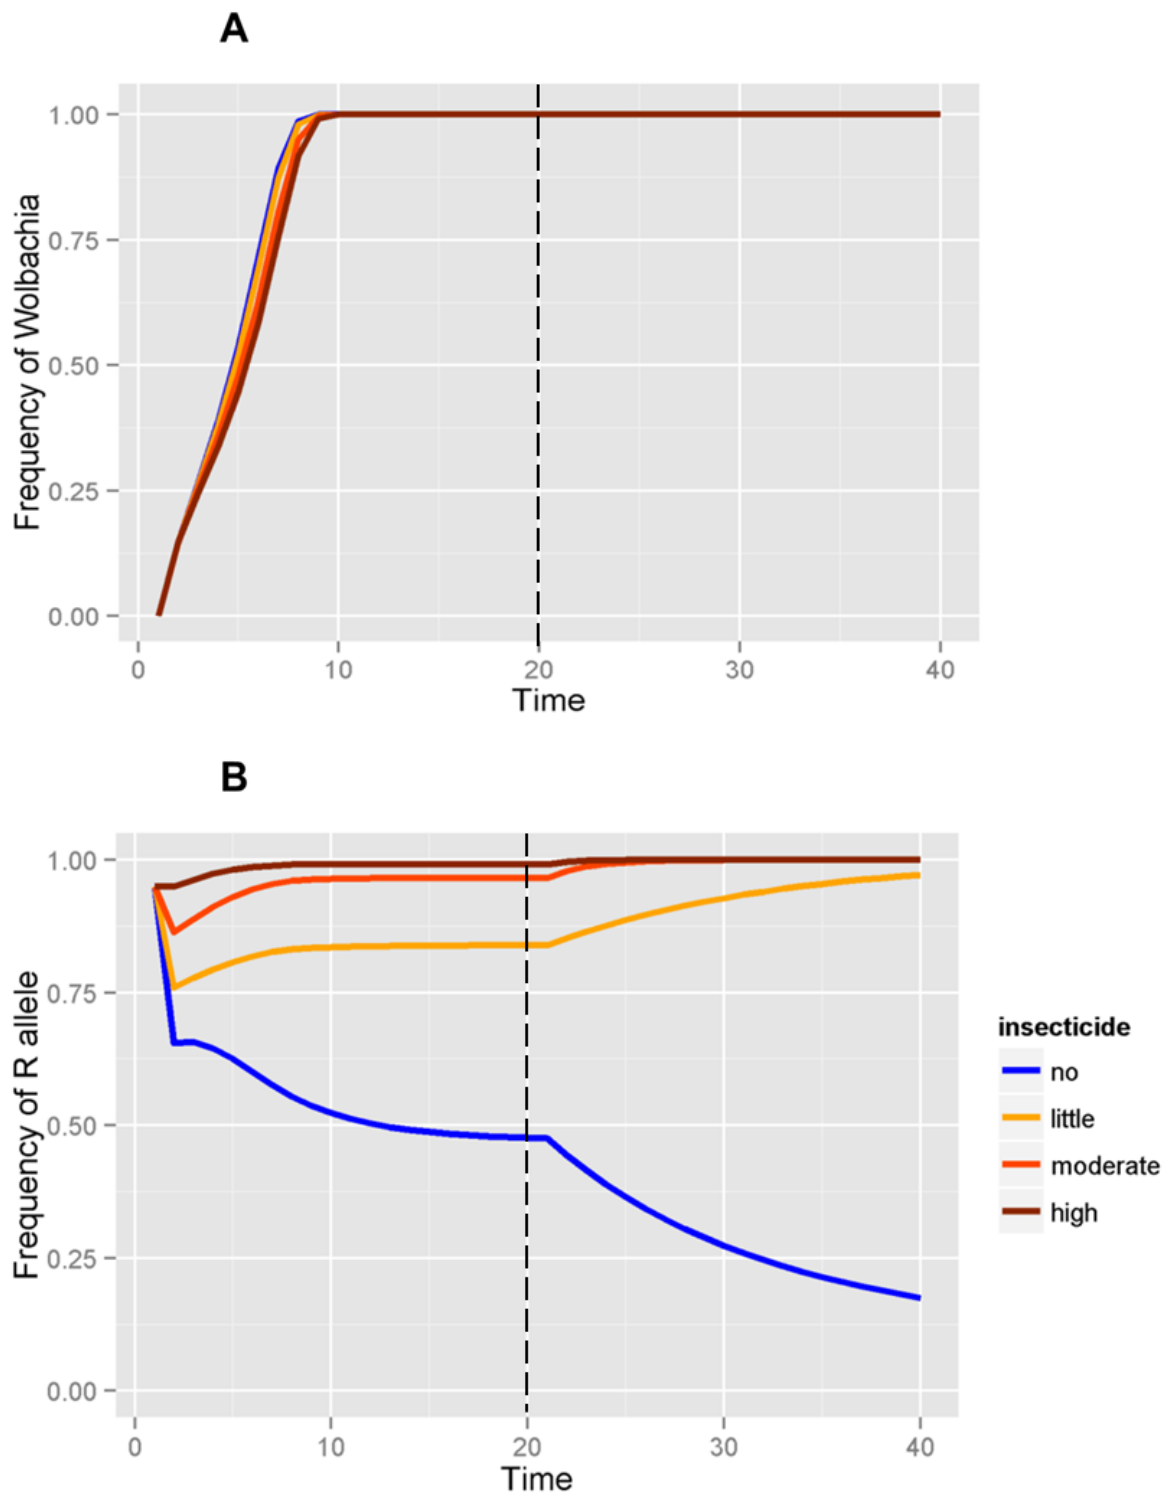 A
Frequency of Wolbachia
1.00
0.75
0.50
0.25
0.00
0 10 20 30 40
Time
B
Frequency of R allele
1.00
0.75
0.50
0.25
0.00
0 10 20 30 40
Time
insecticide
no
little
moderate
high